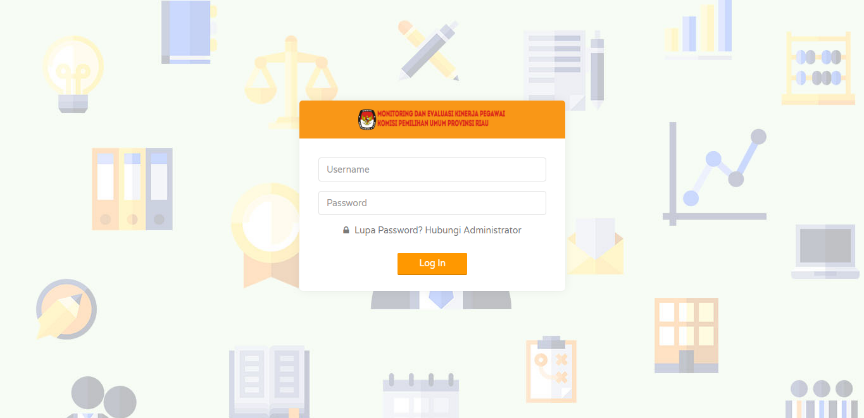 MONITORING DAN EVALUASI KINERJA PEGAWAI
KOMISI PEMILIHAN UMUM PROVINSI RIAU
Username
Password
Lupa Password? Hubungi Administrator
Log In